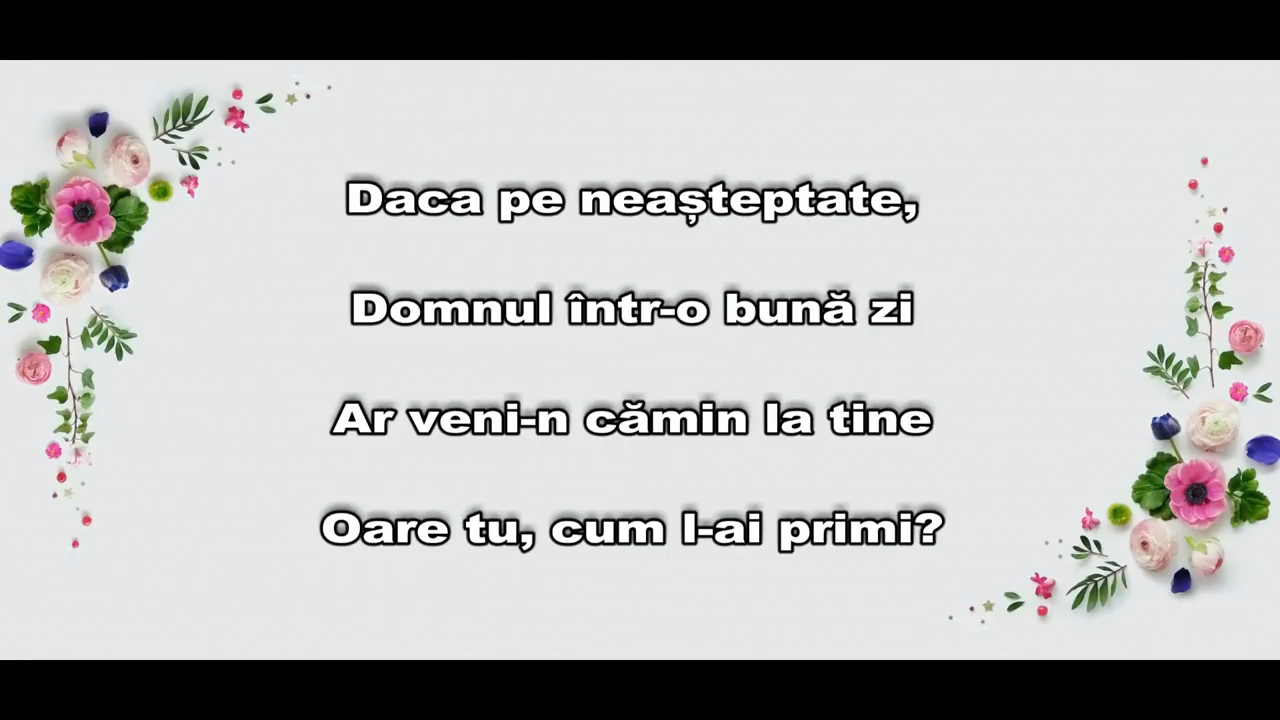 Daca pe neașteptate,
Domnul într-o bună zi
Ar veni-n cămin la tine
Oare tu, cum l-ai primi?